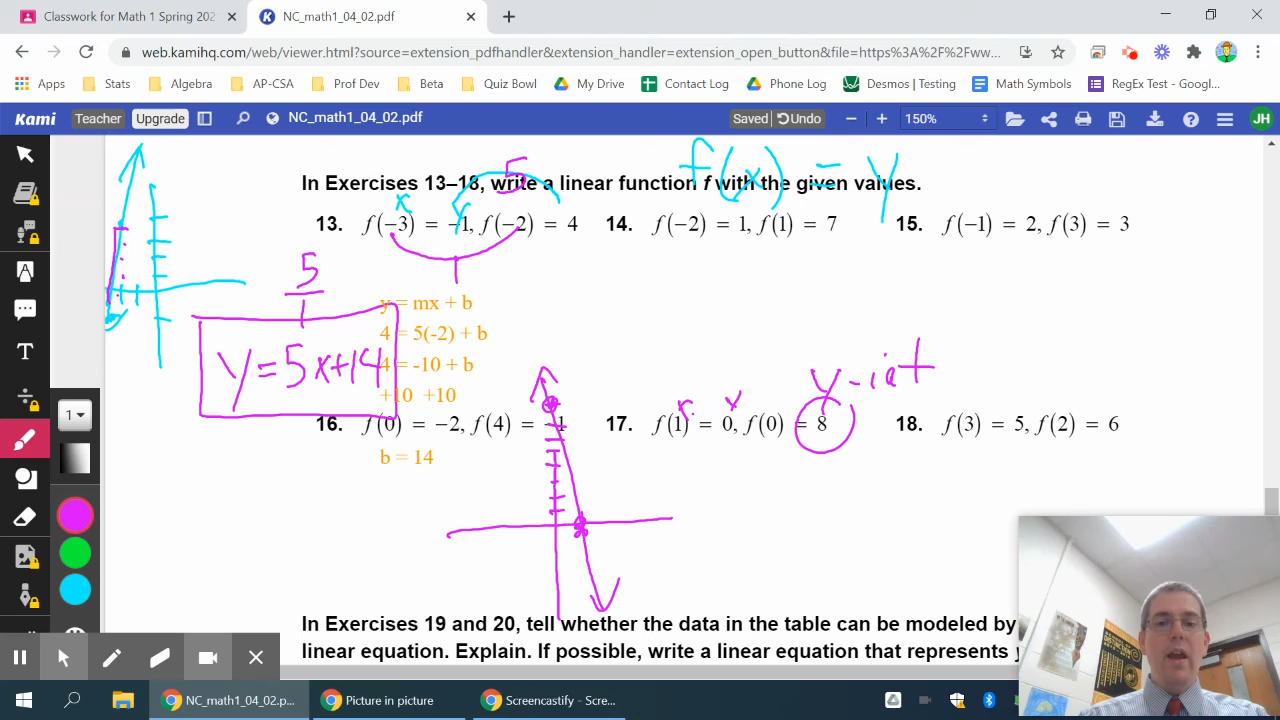 Classwork for Math 1 Spring 202
NC_math1_04_02.pdf
web.kamihq.com/web/viewer.html?source=extension_pdfhandler&extension_handler=extension_open_button&file=https%3A%2F%2Fww...
Apps Stats Algebra AP-CSA Prof Dev Quiz Bowl My Drive Contact Log Desmos | Testing Math Symbols RegEx Test - Goo...
Kami Teacher Upgrade NC_math1_04_02.pdf Saved Undo 150% JH
f(x) = y
5
In Exercises 13–18, write a linear function f with the given values.
x y
13. f(−3) = −1, f(−2) = 4 14. f(−2) = 1, f(1) = 7 15. f(−1) = 2, f(3) = 3
1
5
1
y = mx + b
4 = 5(-2) + b
4 = -10 + b
+10 +10
y = 5x+14
y-int
16. f(0) = −2, f(4) = −1 17. f(1) = 0, f(0) = 8 18. f(3) = 5, f(2) = 6
b = 14
In Exercises 19 and 20, tell whether the data in the table can be modeled by
linear equation. Explain. If possible, write a linear equation that represents y
T
A
1
NC_math1_04_02.p... Picture in picture Screencastify - Scre...